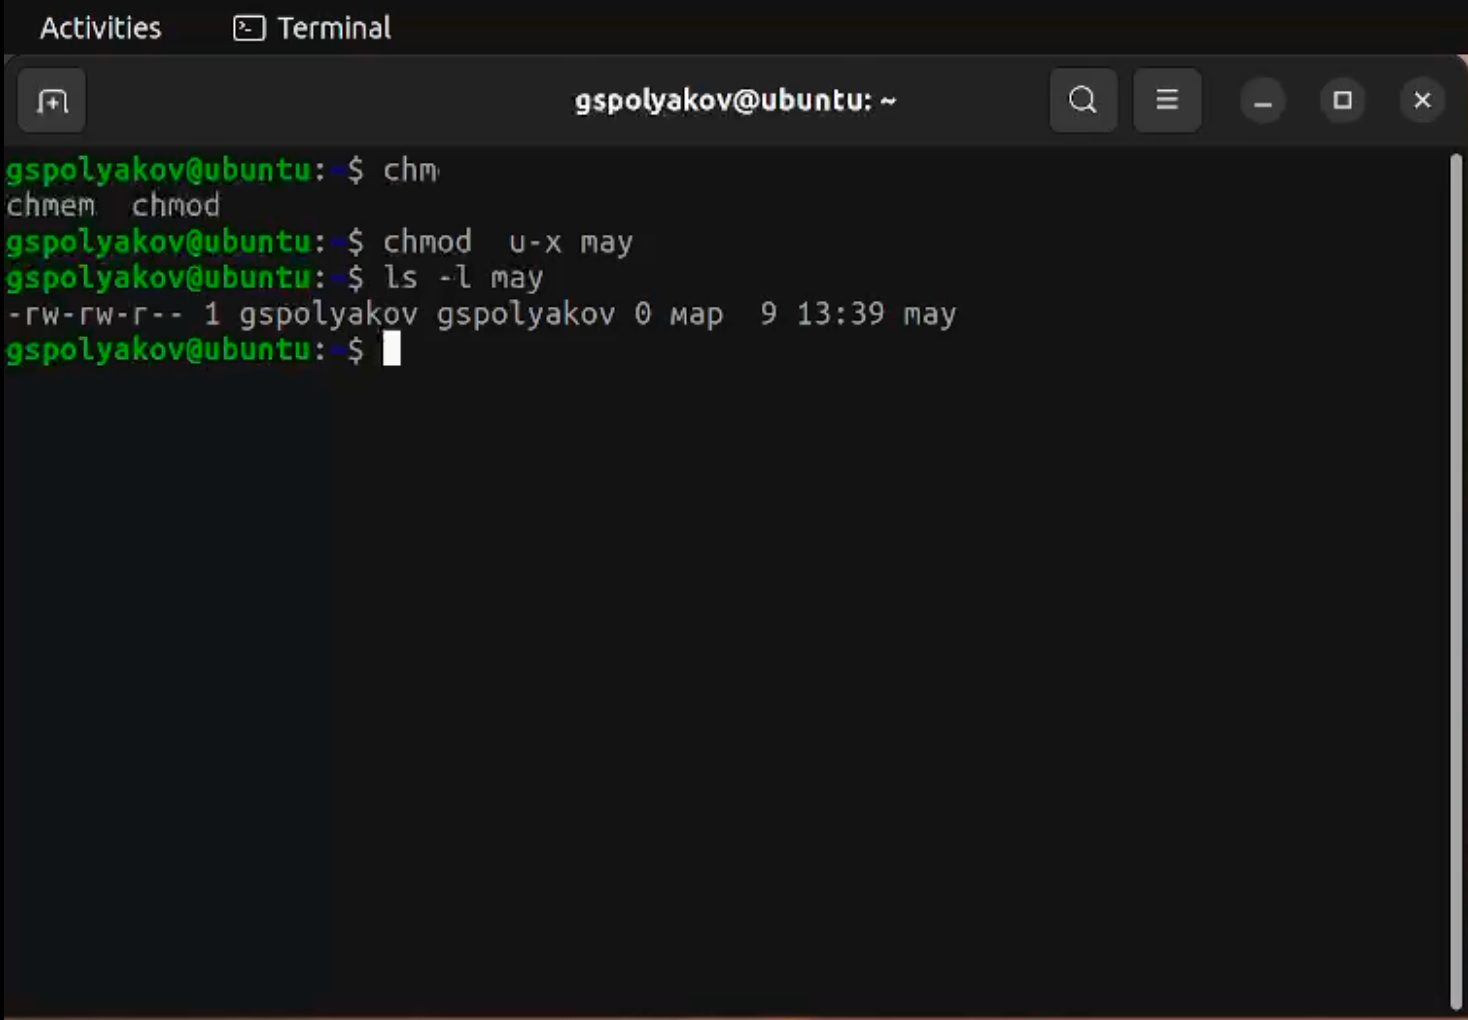 Activities Terminal
gspolyakov@ubuntu: ~
gspolyakov@ubuntu:~$ chm
chmem  chmod
gspolyakov@ubuntu:~$ chmod  u-x may
gspolyakov@ubuntu:~$ ls -l may
-rw-rw-r-- 1 gspolyakov gspolyakov 0 мар  9 13:39 may
gspolyakov@ubuntu:~$